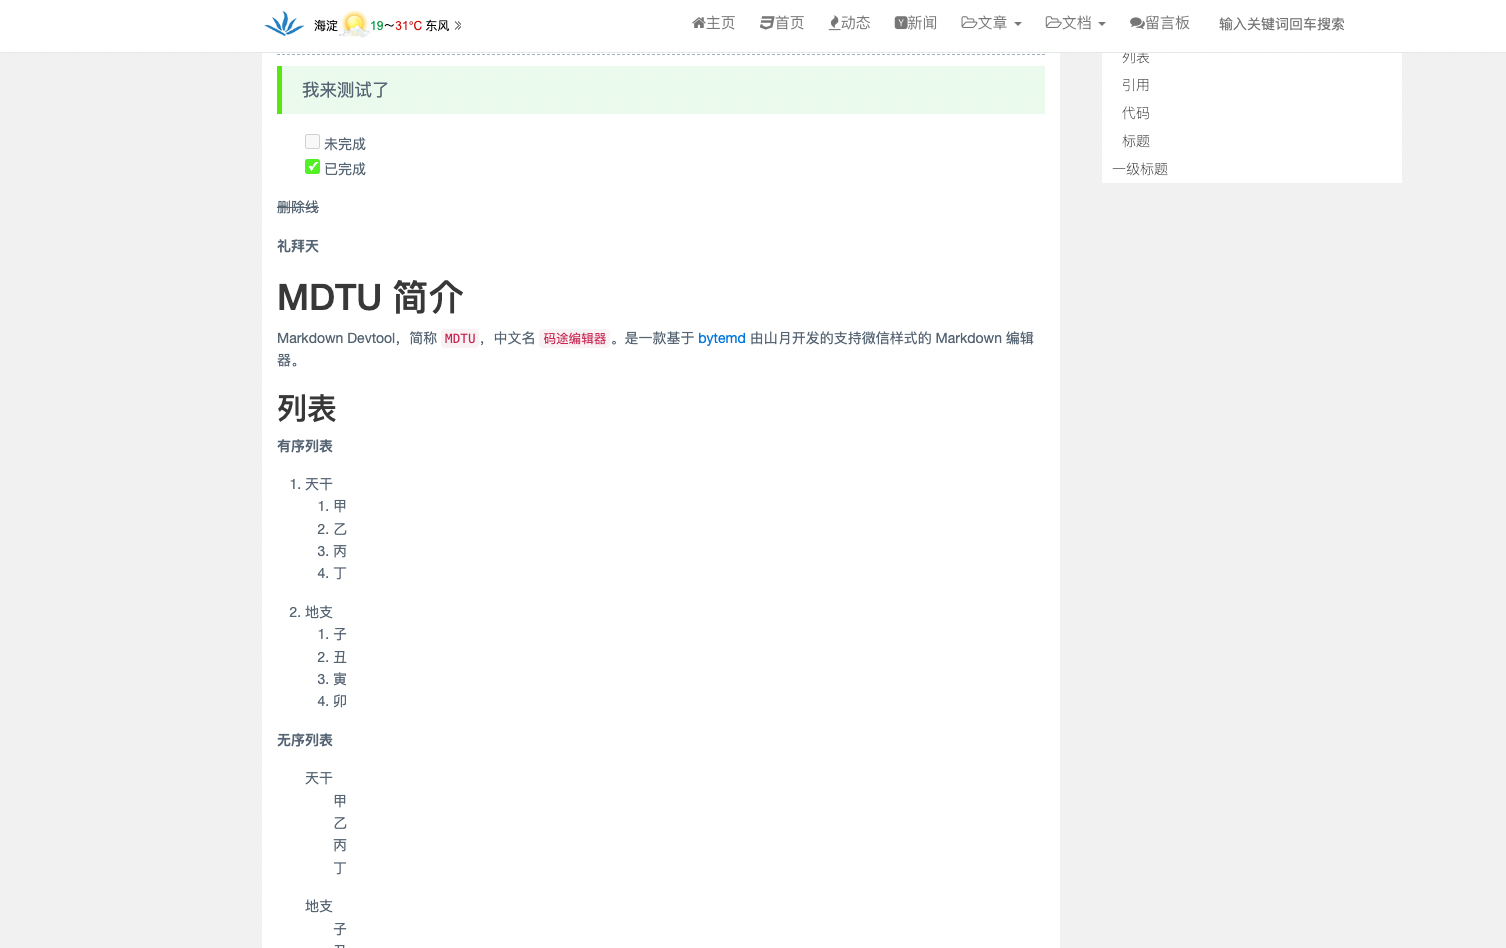 海淀 19～31°C 东风 »
主页 首页 动态 新闻 文章 文档 留言板 输入关键词回车搜索
我来测试了
未完成
已完成
删除线
礼拜天
MDTU 简介
Markdown Devtool，简称 MDTU ，中文名 码途编辑器 。是一款基于 bytemd 由山月开发的支持微信样式的 Markdown 编辑
器。
列表
有序列表
1. 天干
1. 甲
2. 乙
3. 丙
4. 丁
2. 地支
1. 子
2. 丑
3. 寅
4. 卯
无序列表
天干
甲
乙
丙
丁
地支
子
列表
引用
代码
标题
一级标题